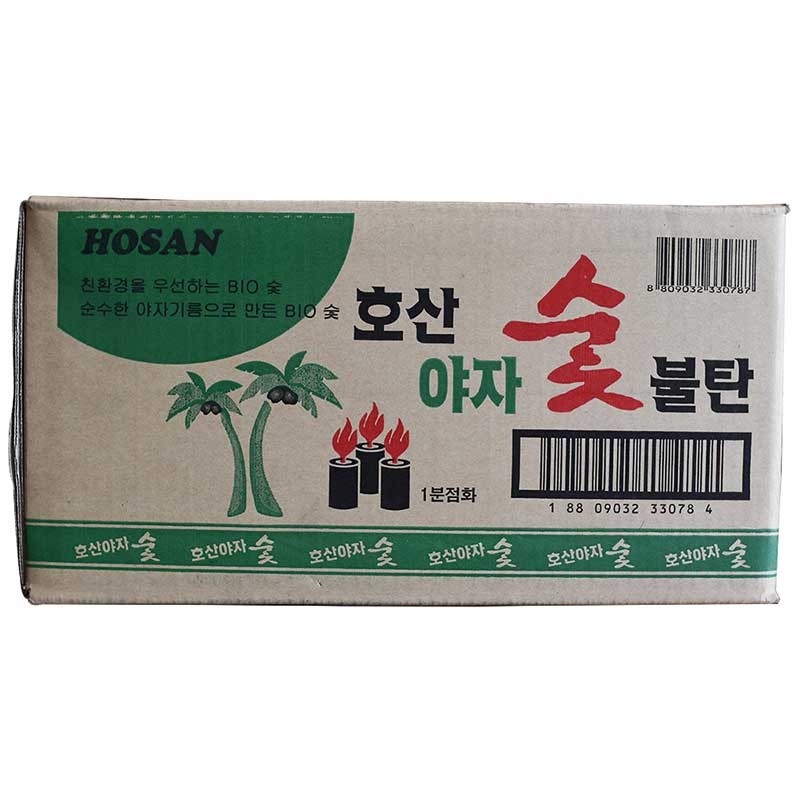 HOSAN
친환경을 우선하는 BIO 숯
순수한 야자기름으로 만든 BIO 숯
호산
야자 숯 불탄
8 809032 330787
1분점화
1 88 09032 33078 4
호산야자 숯 호산야자 숯 호산야자 숯 호산야자 숯 호산야자 숯 호산야자 숯